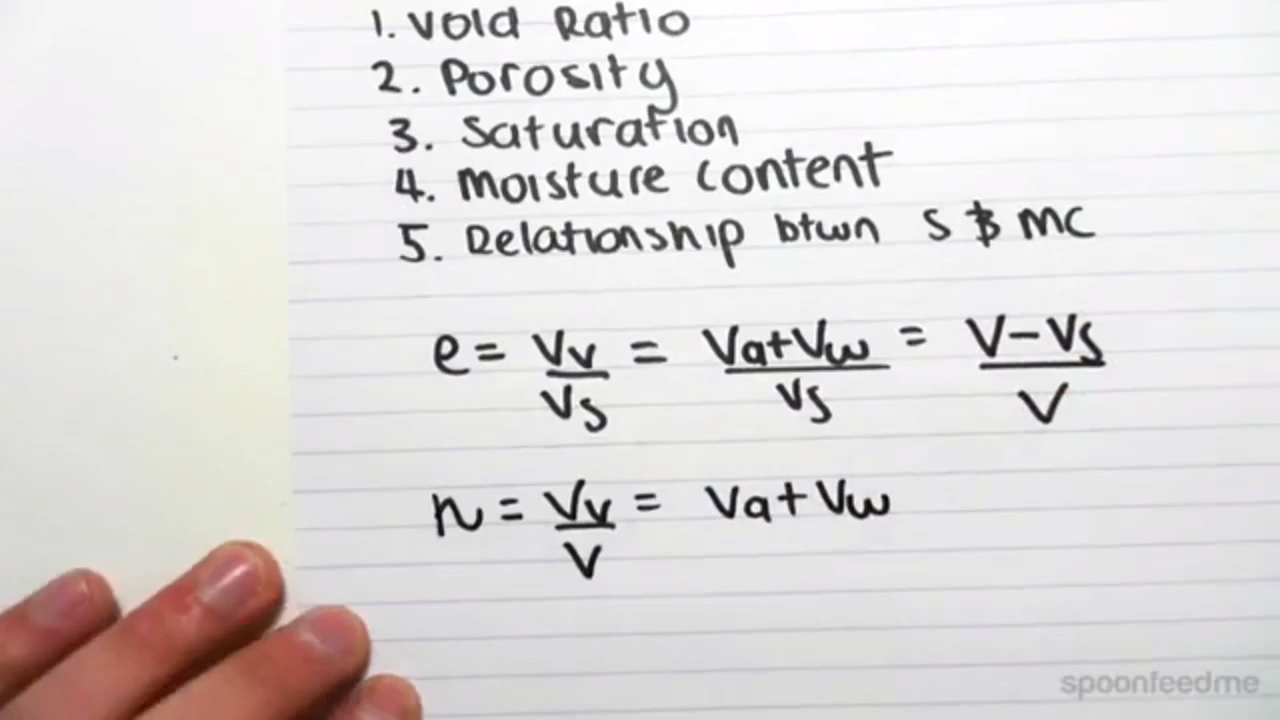 1. Void Ratio
2. Porosity
3. Saturation
4. Moisture Content
5. Relationship btwn S & MC
e = Vv/Vs = Va+Vw/Vs = V-Vs/V
n = Vv/V = Va+Vw
spoonfeedme